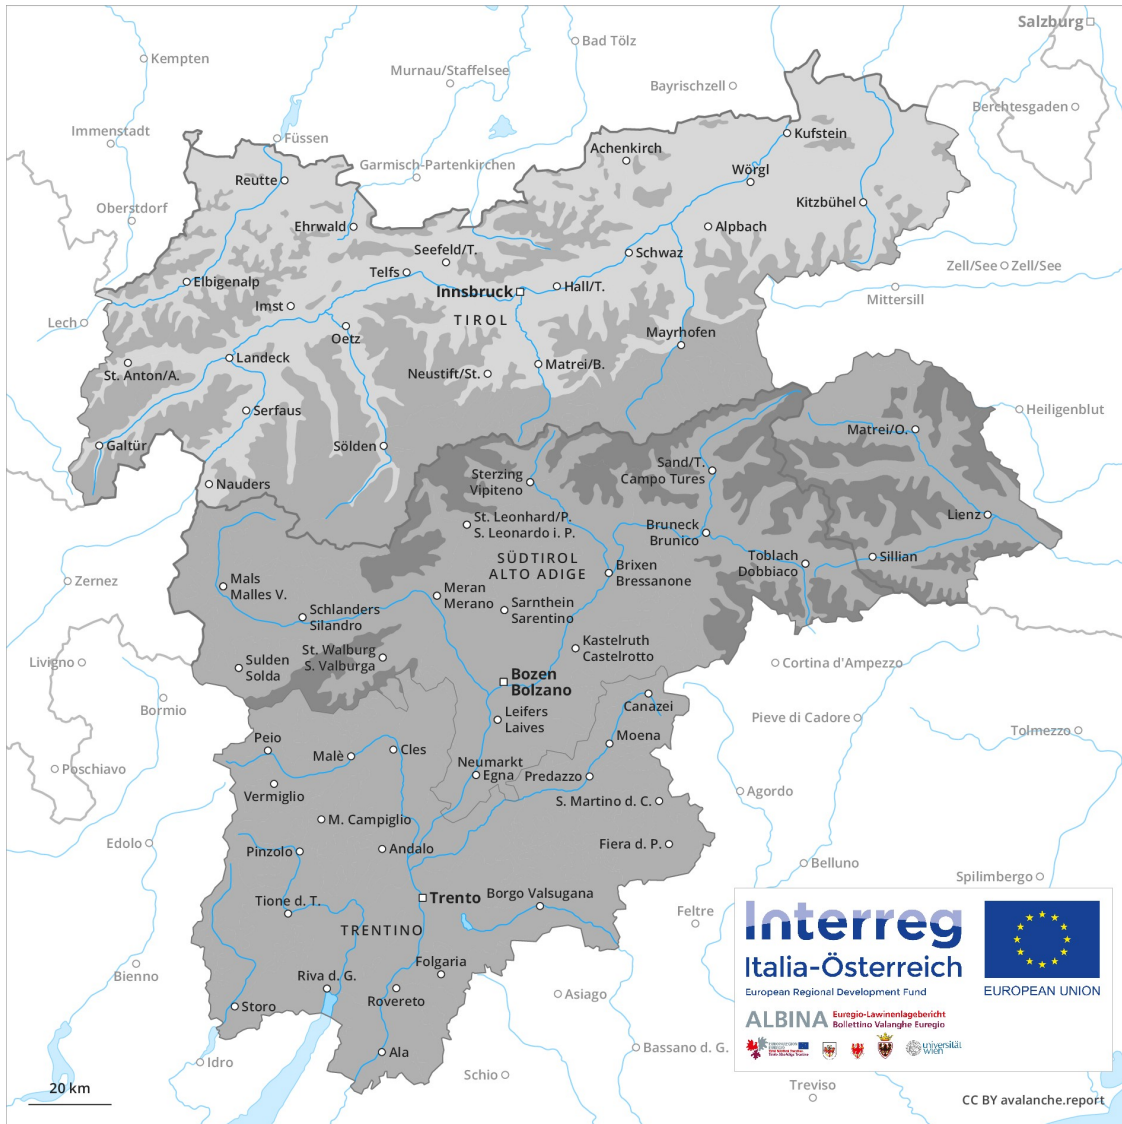 Salzburg
Bad Tölz
Kempten
Murnau/Staffelsee
Bayrischzell
Berchtesgaden
Immenstadt
Füssen
Kufstein
Achenkirch
Garmisch-Partenkirchen
Wörgl
Reutte
Kitzbühel
Oberstdorf
Ehrwald
Alpbach
Seefeld/T.
Schwaz
Telfs
Zell/See
Zell/See
Elbigenalp
Innsbruck
Hall/T.
Mittersill
Imst
TIROL
Lech
Oetz
Mayrhofen
Landeck
St. Anton/A.
Neustift/St.
Matrei/B.
Serfaus
Heiligenblut
Matrei/O.
Galtür
Sölden
Sand/T.
Campo Tures
Sterzing
Vipiteno
Nauders
St. Leonhard/P.
S. Leonardo i. P.
Bruneck
Brunico
Lienz
SÜDTIROL
ALTO ADIGE
Toblach
Dobbiaco
Sillian
Brixen
Bressanone
Zernez
Mals
Malles V.
Meran
Merano
Sarnthein
Sarentino
Schlanders
Silandro
Kastelruth
Castelrotto
St. Walburg
S. Valburga
Livigno
Sulden
Solda
Cortina d'Ampezzo
Bozen
Bolzano
Bormio
Canazei
Leifers
Laives
Pieve di Cadore
Tolmezzo
Peio
Moena
Malè
Cles
Neumarkt
Egna
Predazzo
Poschiavo
Vermiglio
S. Martino d. C.
Agordo
M. Campiglio
Edolo
Pinzolo
Andalo
Fiera d. P.
Belluno
Spilimbergo
Tione d. T.
Trento
Borgo Valsugana
Feltre
TRENTINO
Interreg
Italia-Österreich
European Regional Development Fund
EUROPEAN UNION
Folgaria
Bienno
Riva d. G.
Rovereto
Asiago
Storo
ALBINA
Euregio-Lawinenlagebericht
Bollettino Valanghe Euregio
universität
wien
Ala
Bassano d. G.
Idro
Schio
Treviso
20 km
CC BY avalanche.report